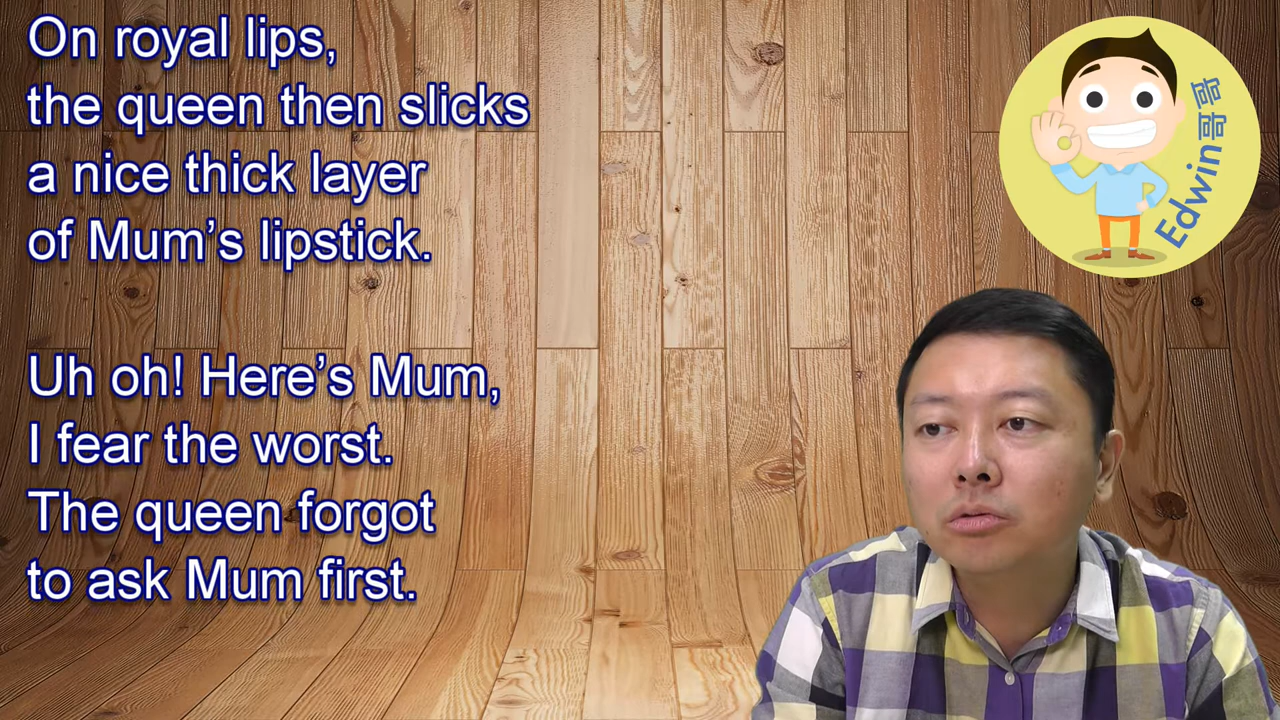 On royal lips,
the queen then slicks
a nice thick layer
of Mum’s lipstick.
Uh oh! Here’s Mum,
I fear the worst.
The queen forgot
to ask Mum first.
Edwin哥哥